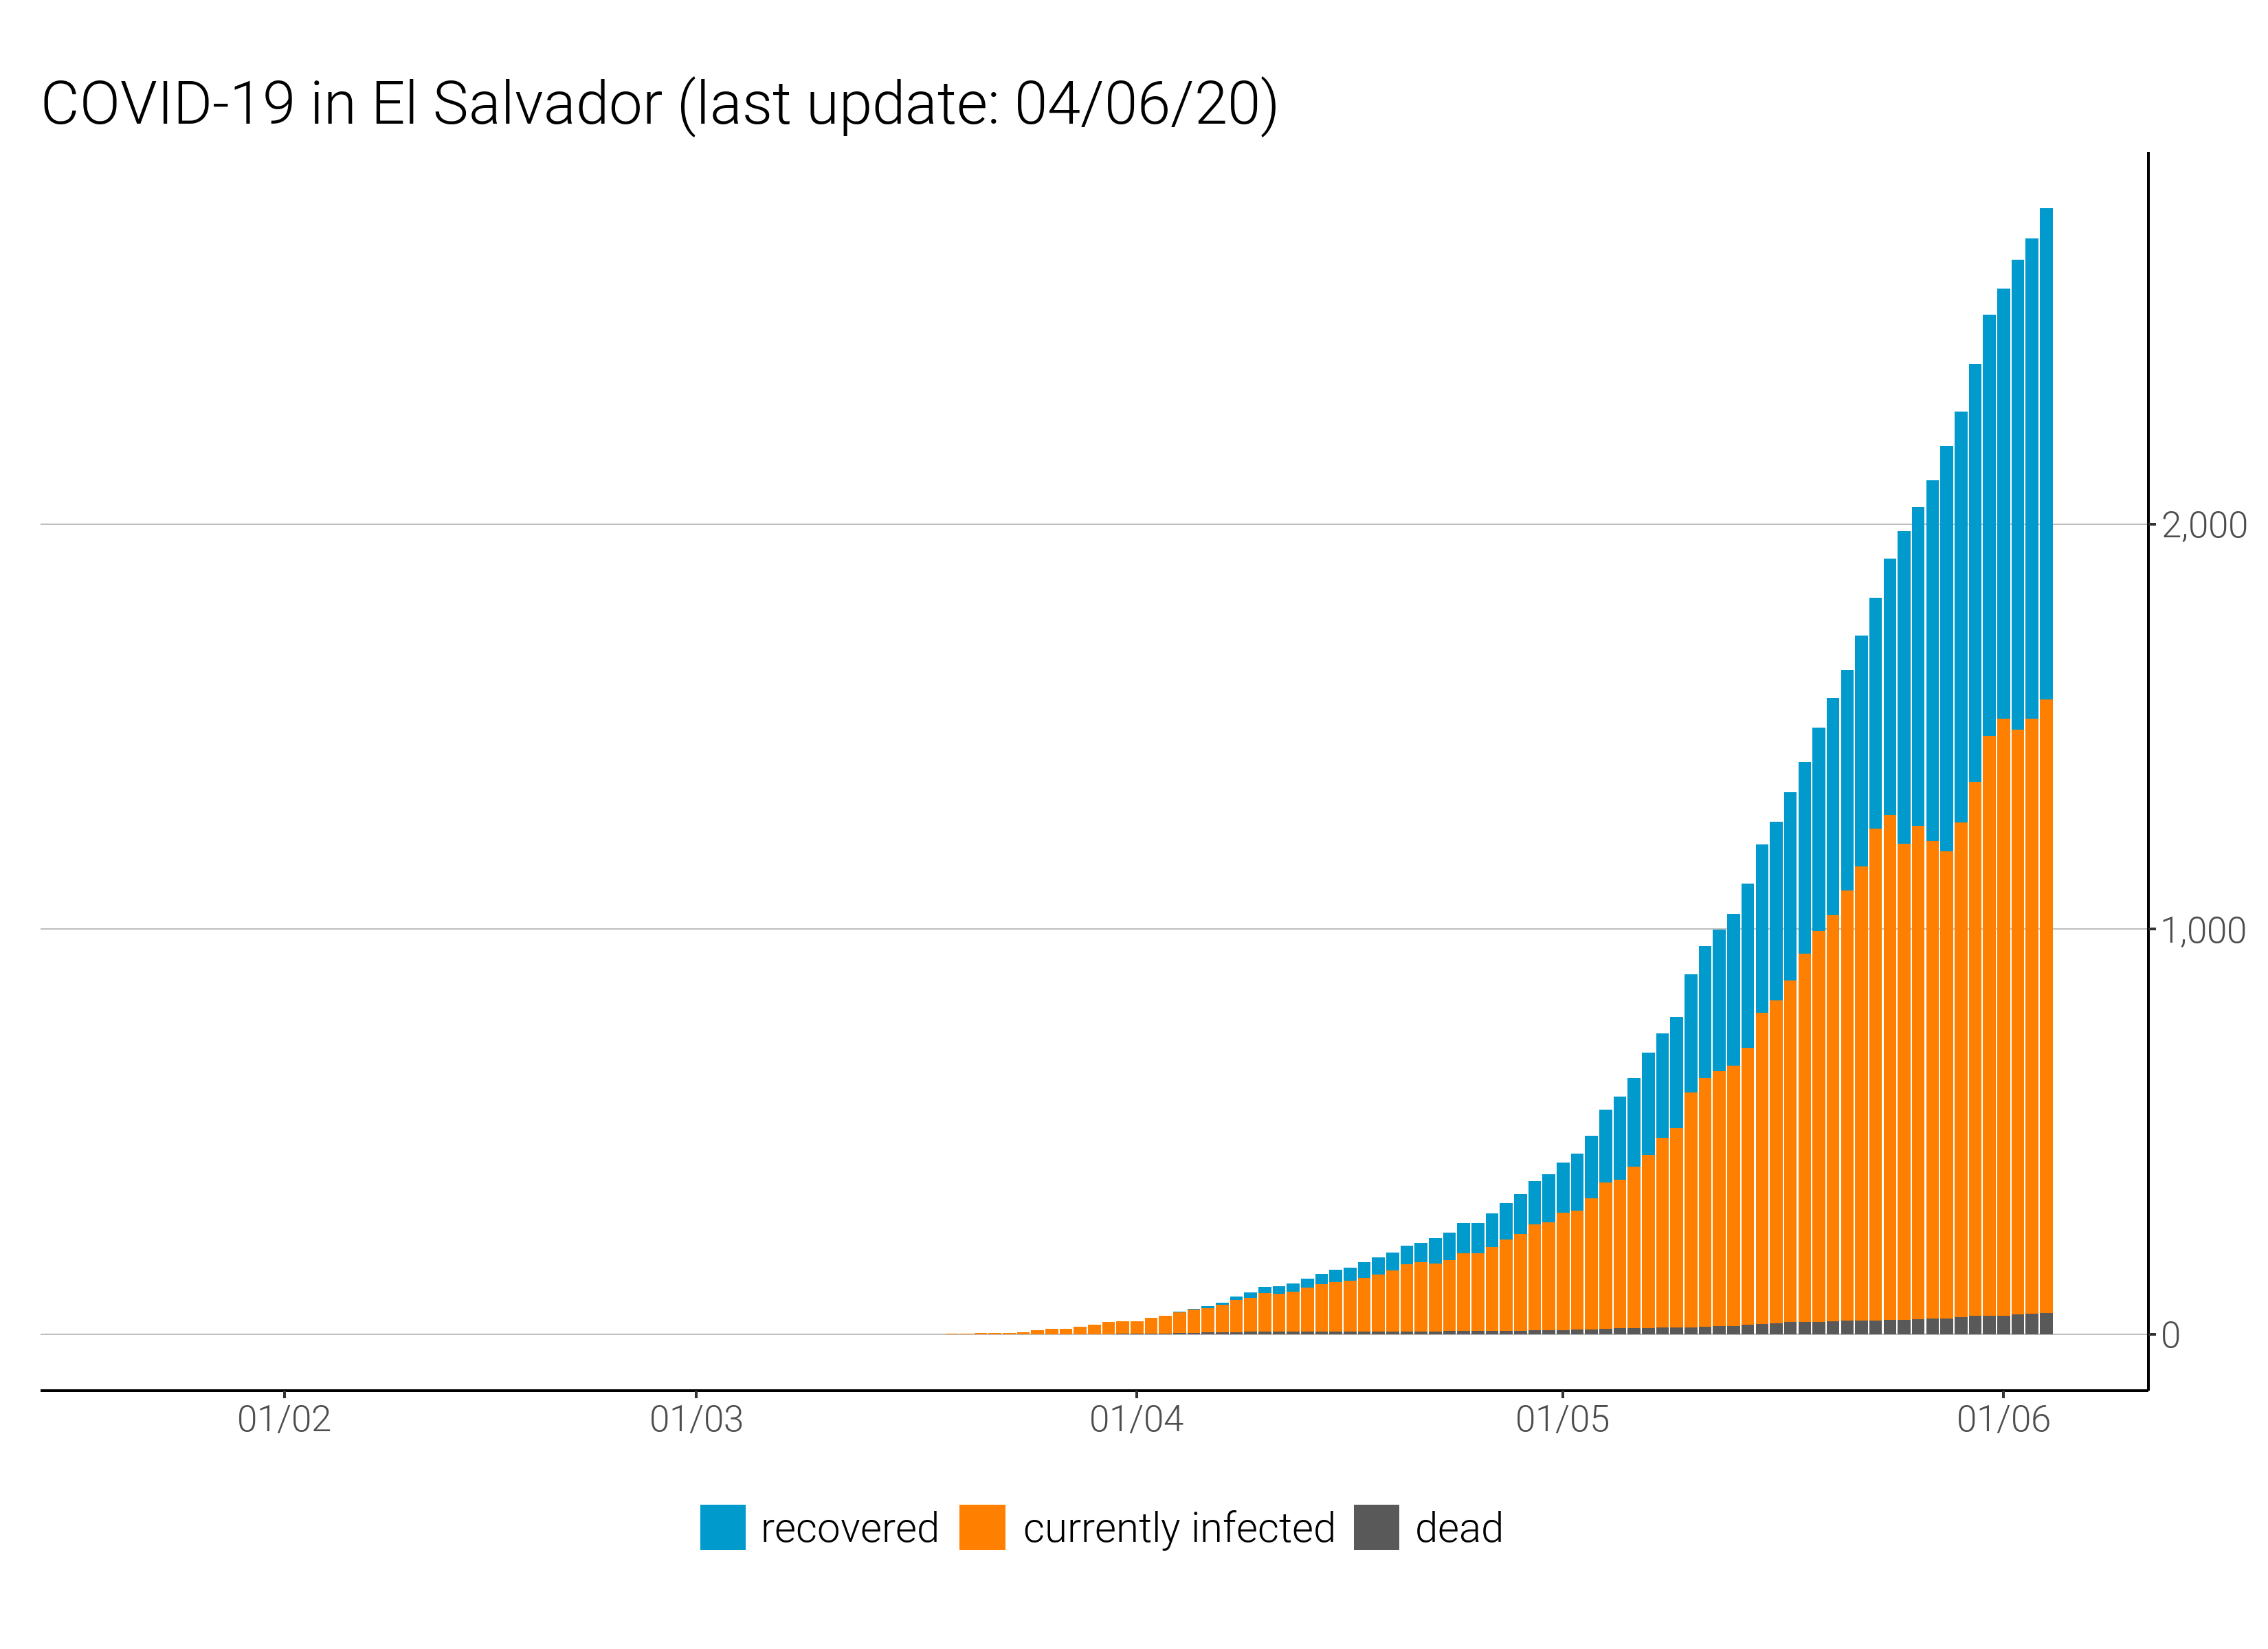 COVID-19 in El Salvador (last update: 04/06/20)
2,000
1,000
0
01/02 01/03 01/04 01/05 01/06
recovered currently infected dead